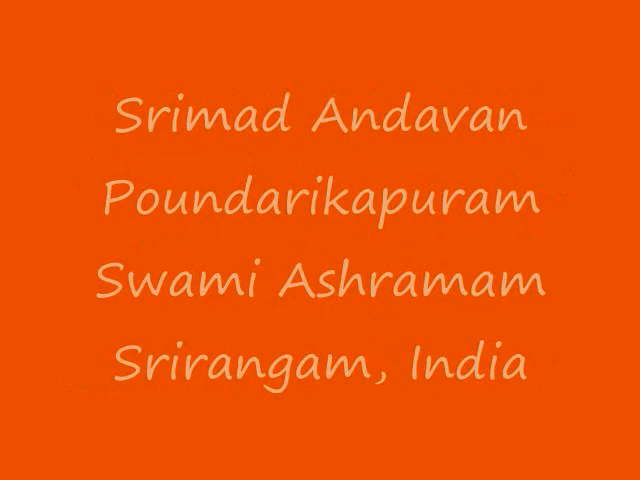 Srimad Andavan
Poundarikapuram
Swami Ashramam
Srirangam, India